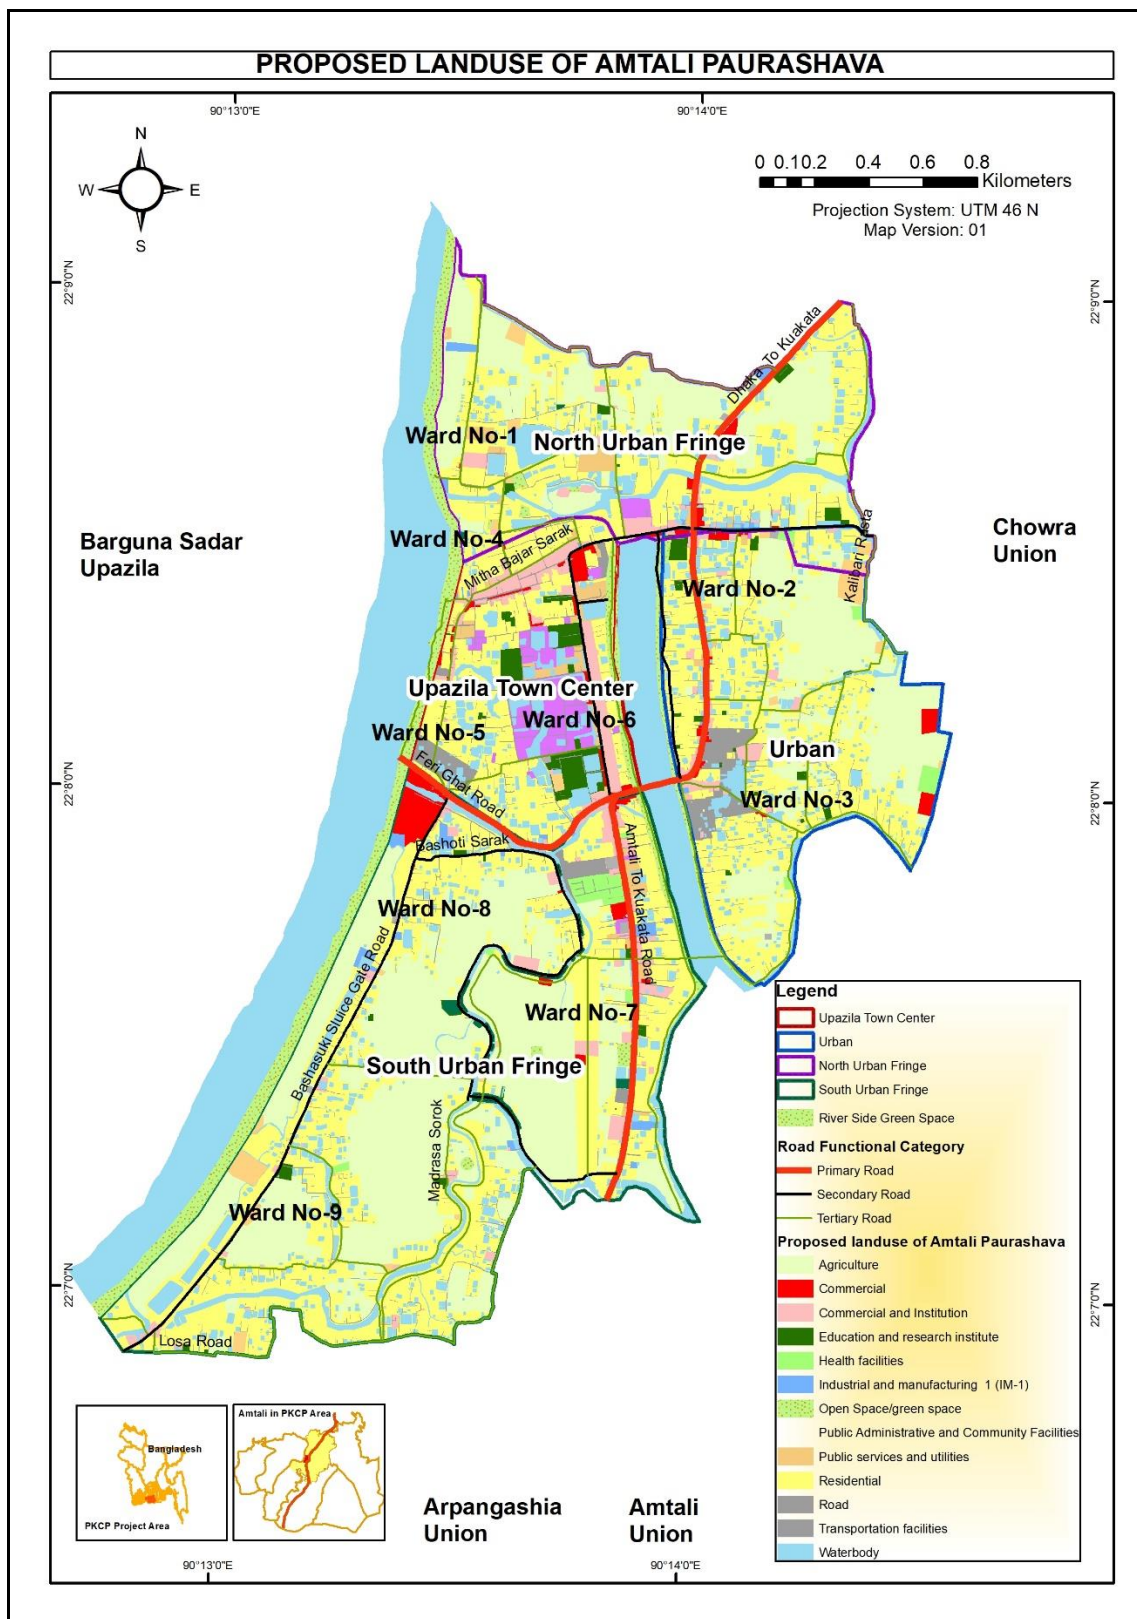 PROPOSED LANDUSE OF AMTALI PAURASHAVA
90°13'0"E
90°14'0"E
N
W
E
S
0 0.1 0.2 0.4 0.6 0.8
Kilometers
Projection System: UTM 46 N
Map Version: 01
22°9'0"N
22°9'0"N
Dhaka To Kuakata
Ward No-1
North Urban Fringe
Barguna Sadar
Upazila
Ward No-4
Mitha Bajar Sarak
Chowra
Union
Kalibari Rasta
Ward No-2
Upazila Town Center
Ward No-6
Ward No-5
Urban
Feri Ghat Road
22°8'0"N
22°8'0"N
Ward No-3
Bashoti Sarak
Amtali To Kuakata Road
Ward No-8
Bashasuki Sluice Gate Road
Ward No-7
South Urban Fringe
Madrasa Sorok
Ward No-9
22°7'0"N
22°7'0"N
Losa Road
Legend
Upazila Town Center
Urban
North Urban Fringe
South Urban Fringe
River Side Green Space
Road Functional Category
Primary Road
Secondary Road
Tertiary Road
Proposed landuse of Amtali Paurashava
Agriculture
Commercial
Commercial and Institution
Education and research institute
Health facilities
Industrial and manufacturing 1 (IM-1)
Open Space/green space
Public Administrative and Community Facilities
Public services and utilities
Residential
Road
Transportation facilities
Waterbody
Bangladesh
PKCP Project Area
Amtali in PKCP Area
Arpangashia
Union
Amtali
Union
90°13'0"E
90°14'0"E